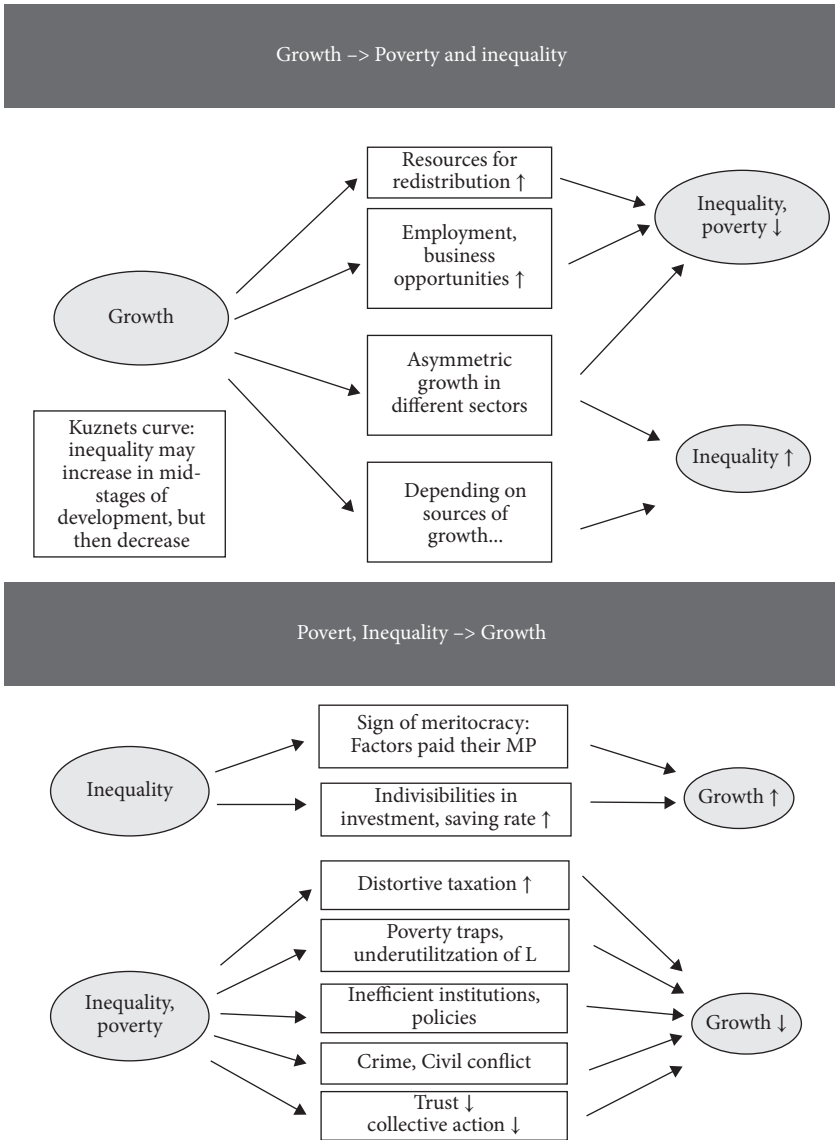 Growth –> Poverty and inequality
Resources for
redistribution ↑
Employment,
business
opportunities ↑
Inequality,
poverty ↓
Growth
Asymmetric
growth in
different sectors
Kuznets curve:
inequality may
increase in mid-
stages of
development, but
then decrease
Inequality ↑
Depending on
sources of
growth...
Povert, Inequality –> Growth
Sign of meritocracy:
Factors paid their MP
Inequality
Indivisibilities in
investment, saving rate ↑
Growth ↑
Distortive taxation ↑
Poverty traps,
underutilitzation of L
Inequality,
poverty
Inefficient institutions,
policies
Growth ↓
Crime, Civil conflict
Trust ↓
collective action ↓